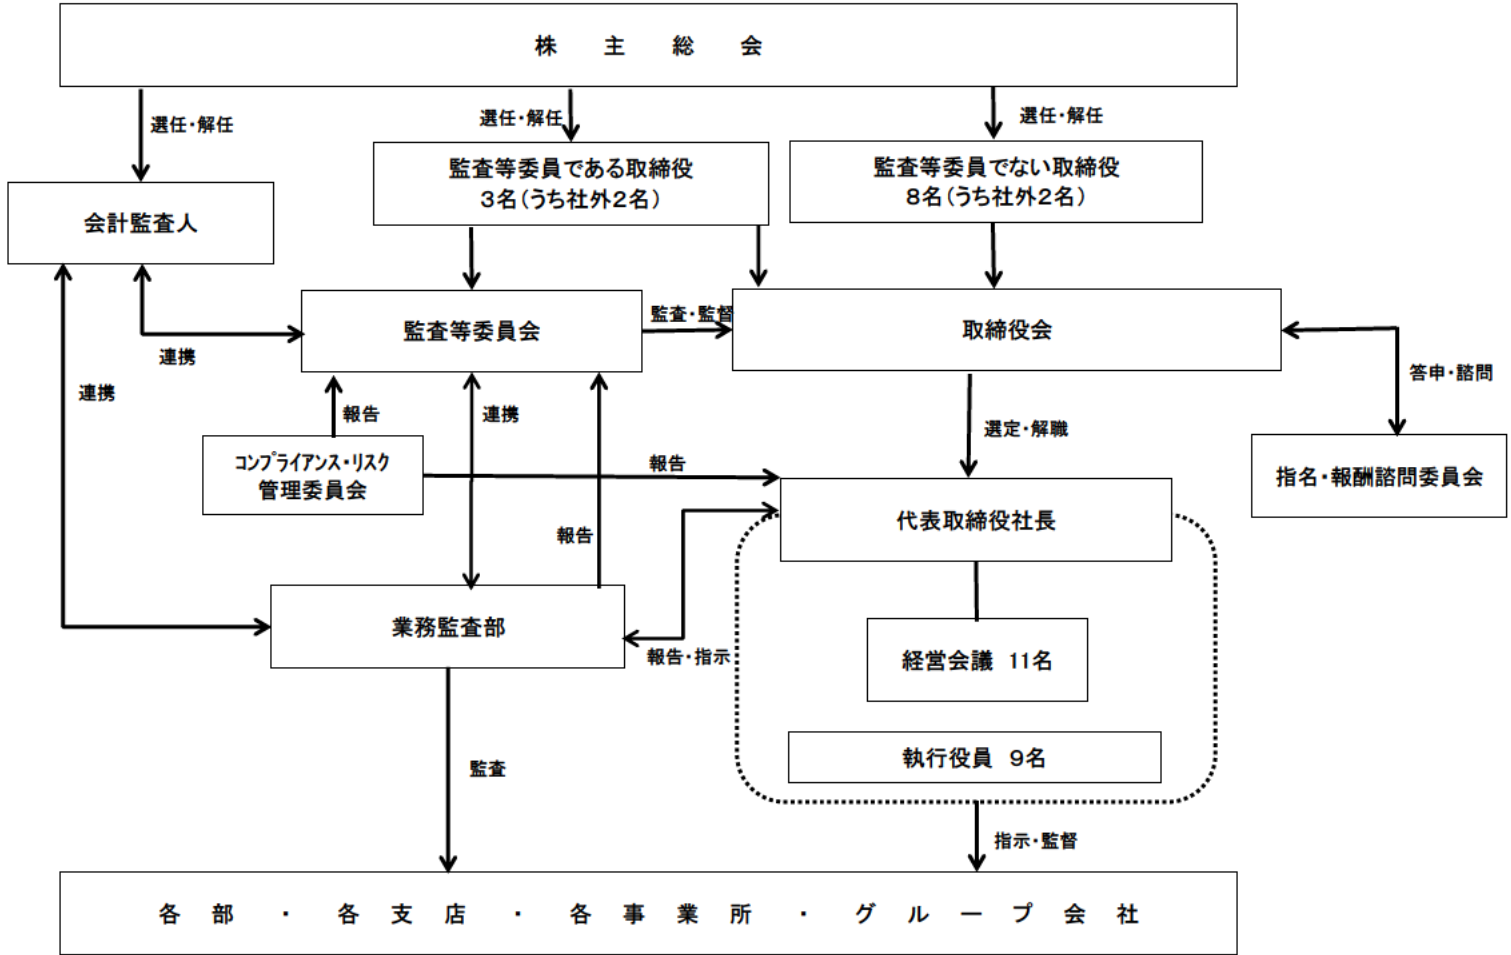 株主総会
選任・解任
選任・解任
選任・解任
監査等委員である取締役
3名(うち社外2名)
監査等委員でない取締役
8名(うち社外2名)
会計監査人
監査等委員会
監査・監督
取締役会
連携
連携
答申・諮問
報告
連携
選定・解職
コンプライアンス・リスク
管理委員会
報告
指名・報酬諮問委員会
代表取締役社長
報告
業務監査部
報告・指示
経営会議 11名
執行役員 9名
監査
指示・監督
各部・各支店・各事業所・グループ会社